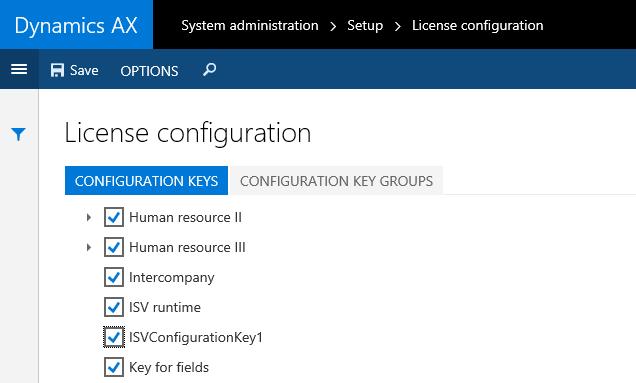 Dynamics AX
System administration > Setup > License configuration
Save OPTIONS
License configuration
CONFIGURATION KEYS CONFIGURATION KEY GROUPS
Human resource II
Human resource III
Intercompany
ISV runtime
ISVConfigurationKey1
Key for fields